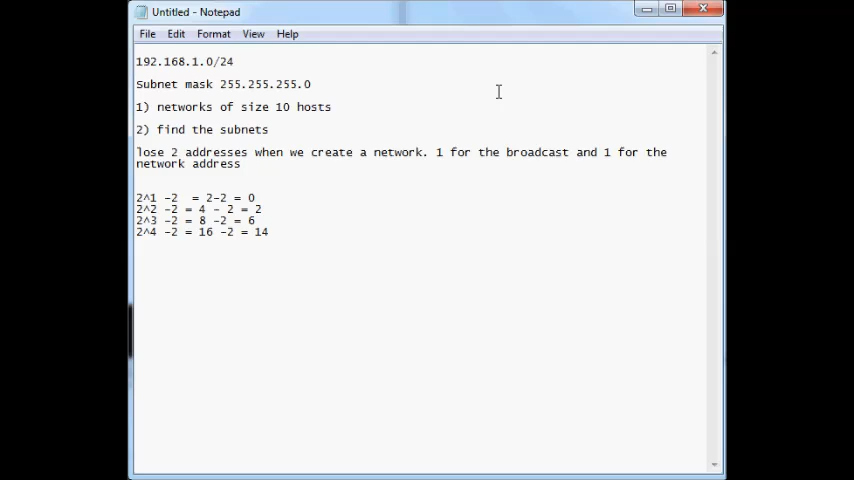 Untitled - Notepad
File Edit Format View Help
192.168.1.0/24
Subnet mask 255.255.255.0
1) networks of size 10 hosts
2) find the subnets
lose 2 addresses when we create a network. 1 for the broadcast and 1 for the
network address
2^1 -2  = 2-2 = 0
2^2 -2 = 4 - 2 = 2
2^3 -2 = 8 -2 = 6
2^4 -2 = 16 -2 = 14